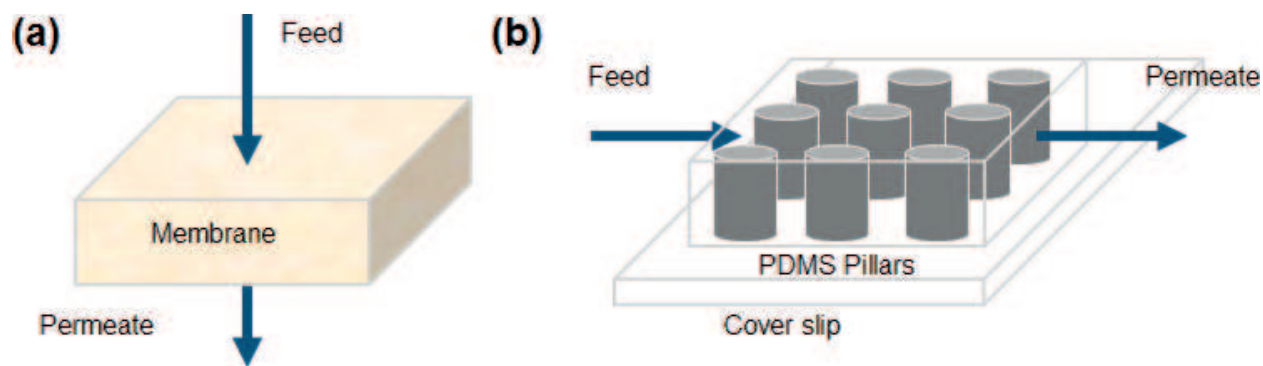 (a)
Feed
Membrane
Permeate
(b)
Feed
Permeate
PDMS Pillars
Cover slip